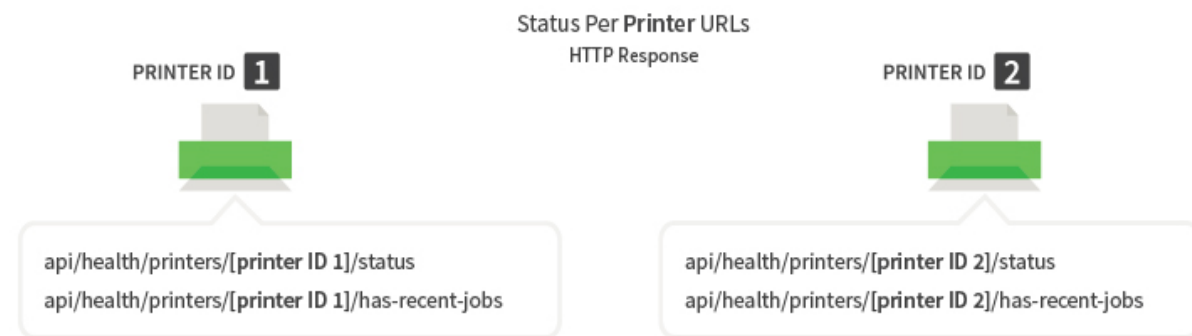 Status Per Printer URLs
HTTP Response
PRINTER ID 1
PRINTER ID 2
api/health/printers/[printer ID 1]/status
api/health/printers/[printer ID 1]/has-recent-jobs
api/health/printers/[printer ID 2]/status
api/health/printers/[printer ID 2]/has-recent-jobs